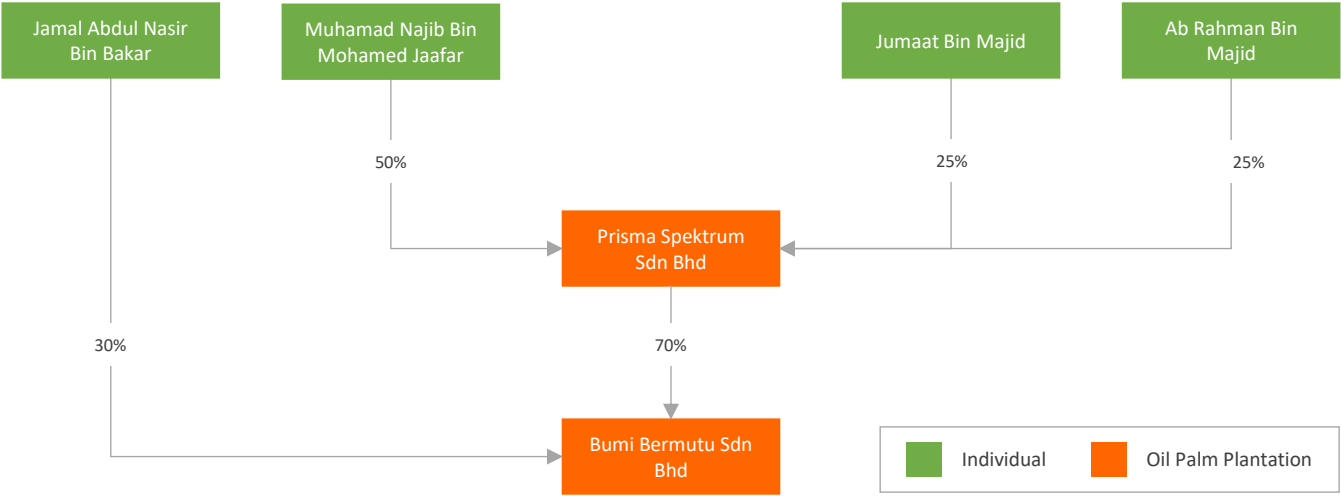 Jamal Abdul Nasir
Bin Bakar
Muhamad Najib Bin
Mohamed Jaafar
Jumaat Bin Majid
Ab Rahman Bin
Majid
50%
25%
25%
Prisma Spektrum
Sdn Bhd
30%
70%
Bumi Bermutu Sdn
Bhd
Individual
Oil Palm Plantation